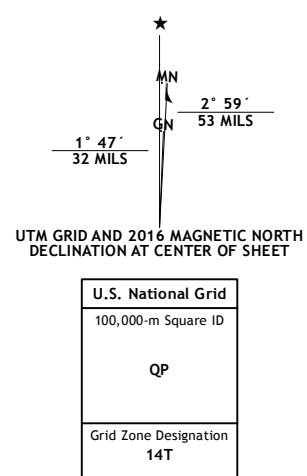 ★
MN
GN
2° 59´
53 MILS
1° 47´
32 MILS
UTM GRID AND 2016 MAGNETIC NORTH
DECLINATION AT CENTER OF SHEET
U.S. National Grid
100,000-m Square ID
QP
Grid Zone Designation
14T